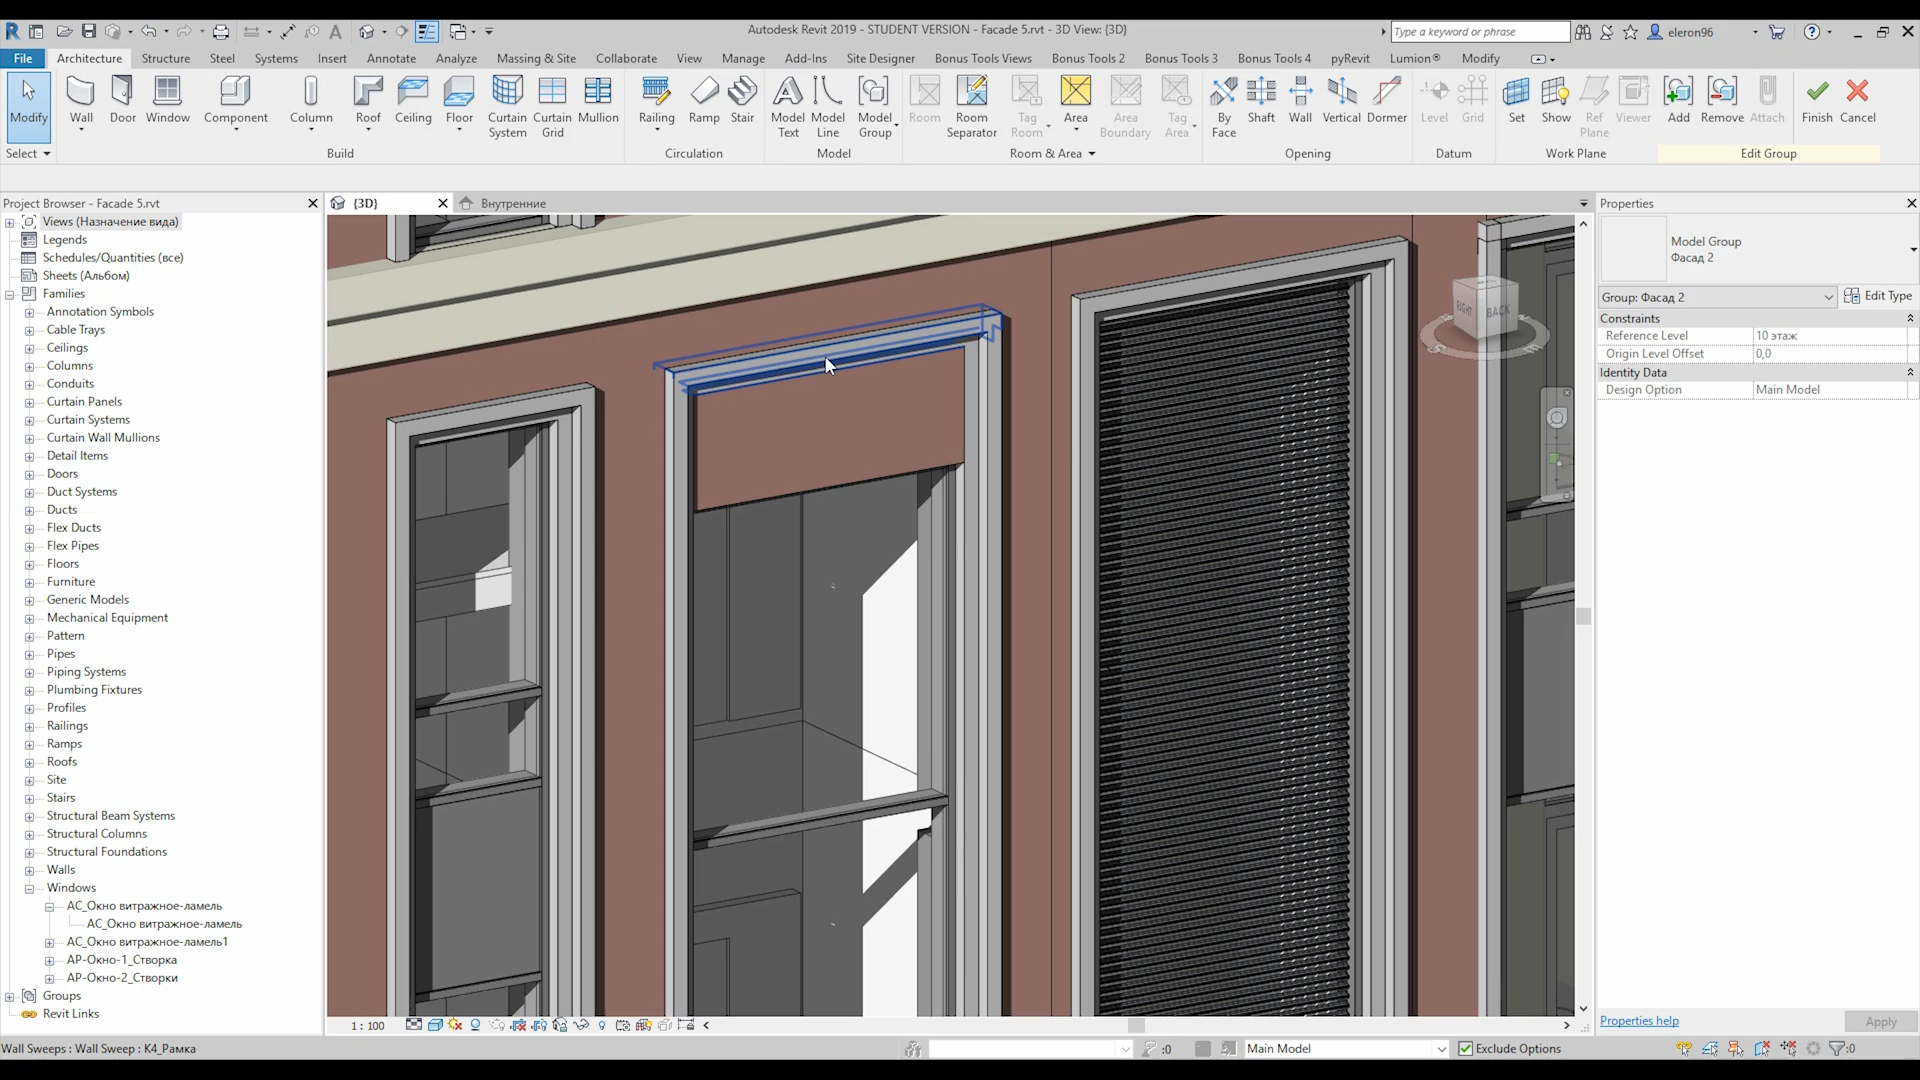 Autodesk Revit 2019 - STUDENT VERSION - Facade 5.rvt - 3D View: {3D}
Type a keyword or phrase
eleron96
File Architecture Structure Steel Systems Insert Annotate Analyze Massing & Site Collaborate View Manage Add-Ins Site Designer Bonus Tools Views Bonus Tools 2 Bonus Tools 3 Bonus Tools 4 pyRevit Lumion® Modify
Modify
Wall
Door
Window
Component
Column
Roof
Ceiling
Floor
Curtain System
Curtain Grid
Mullion
Railing
Ramp
Stair
Model Text
Model Line
Model Group
Room
Room Separator
Tag Room
Area
Area Boundary
Tag Area
By Face
Shaft
Wall
Vertical
Dormer
Level
Grid
Set
Show
Ref Plane
Viewer
Add
Remove
Attach
Finish
Cancel
Select Build Circulation Model Room & Area Opening Datum Work Plane Edit Group
Project Browser - Facade 5.rvt
Views (Назначение вида)
Legends
Schedules/Quantities (все)
Sheets (Альбом)
Families
Annotation Symbols
Cable Trays
Ceilings
Columns
Conduits
Curtain Panels
Curtain Systems
Curtain Wall Mullions
Detail Items
Doors
Duct Systems
Ducts
Flex Ducts
Flex Pipes
Floors
Furniture
Generic Models
Mechanical Equipment
Pattern
Pipes
Piping Systems
Plumbing Fixtures
Profiles
Railings
Ramps
Roofs
Site
Stairs
Structural Beam Systems
Structural Columns
Structural Foundations
Walls
Windows
АС_Окно витражное-ламель
АС_Окно витражное-ламель
АС_Окно витражное-ламель1
АР-Окно-1_Створка
АР-Окно-2_Створки
Groups
Revit Links
{3D}
Внутренние
RIGHT
BACK
1 : 100
Properties
Model Group
Фасад 2
Group: Фасад 2
Edit Type
Constraints
Reference Level 10 этаж
Origin Level Offset 0,0
Identity Data
Design Option Main Model
Properties help
Apply
Wall Sweeps : Wall Sweep : К4_Рамка
:0
Main Model
Exclude Options
:0